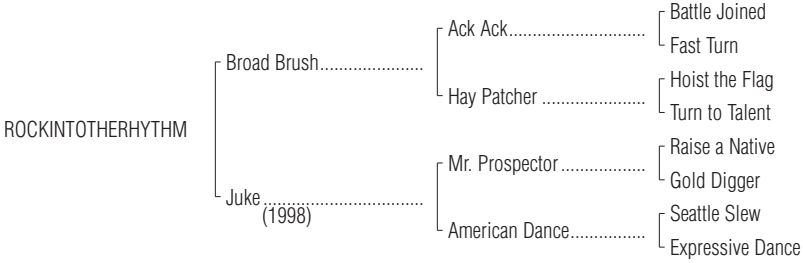 Battle Joined
Ack Ack..............................
Fast Turn
Broad Brush......................
Hoist the Flag
Hay Patcher ......................
Turn to Talent
ROCKINTOTHERHYTHM
Raise a Native
Mr. Prospector ..................
Gold Digger
Juke ..................................
(1998)
Seattle Slew
American Dance................
Expressive Dance